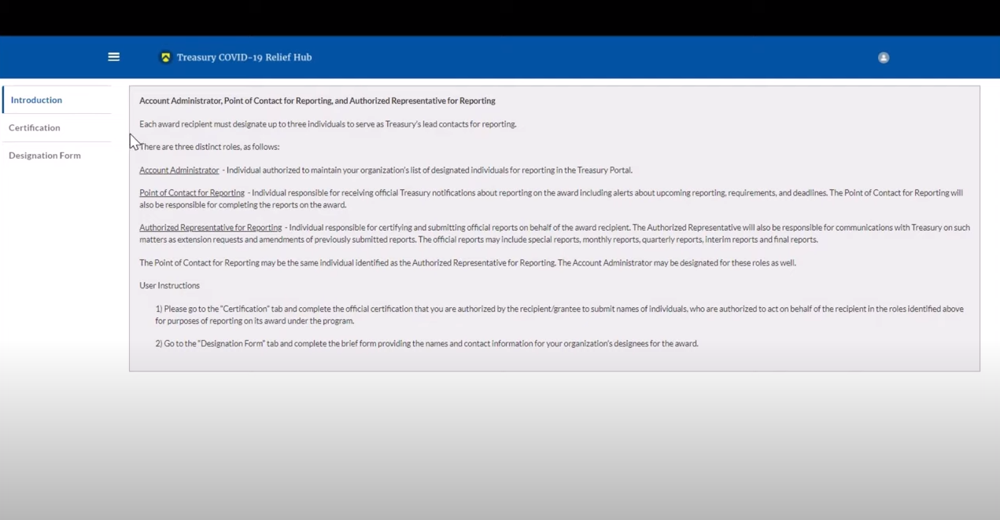 Treasury COVID-19 Relief Hub
Introduction
Certification
Designation Form
Account Administrator, Point of Contact for Reporting, and Authorized Representative for Reporting
Each award recipient must designate up to three individuals to serve as Treasury's lead contacts for reporting.
There are three distinct roles, as follows:
Account Administrator - Individual authorized to maintain your organization's list of designated individuals for reporting in the Treasury Portal.
Point of Contact for Reporting - Individual responsible for receiving official Treasury notifications about reporting on the award including alerts about upcoming reporting, requirements, and deadlines. The Point of Contact for Reporting will
also be responsible for completing the reports on the award.
Authorized Representative for Reporting - Individual responsible for certifying and submitting official reports on behalf of the award recipient. The Authorized Representative will also be responsible for communications with Treasury on such
matters as extension requests and amendments of previously submitted reports. The official reports may include special reports, monthly reports, quarterly reports, interim reports and final reports.
The Point of Contact for Reporting may be the same individual identified as the Authorized Representative for Reporting. The Account Administrator may be designated for these roles as well.
User Instructions
1) Please go to the "Certification" tab and complete the official certification that you are authorized by the recipient/grantee to submit names of individuals, who are authorized to act on behalf of the recipient in the roles identified above
for purposes of reporting on its award under the program.
2) Go to the "Designation Form" tab and complete the brief form providing the names and contact information for your organization's designees for the award.